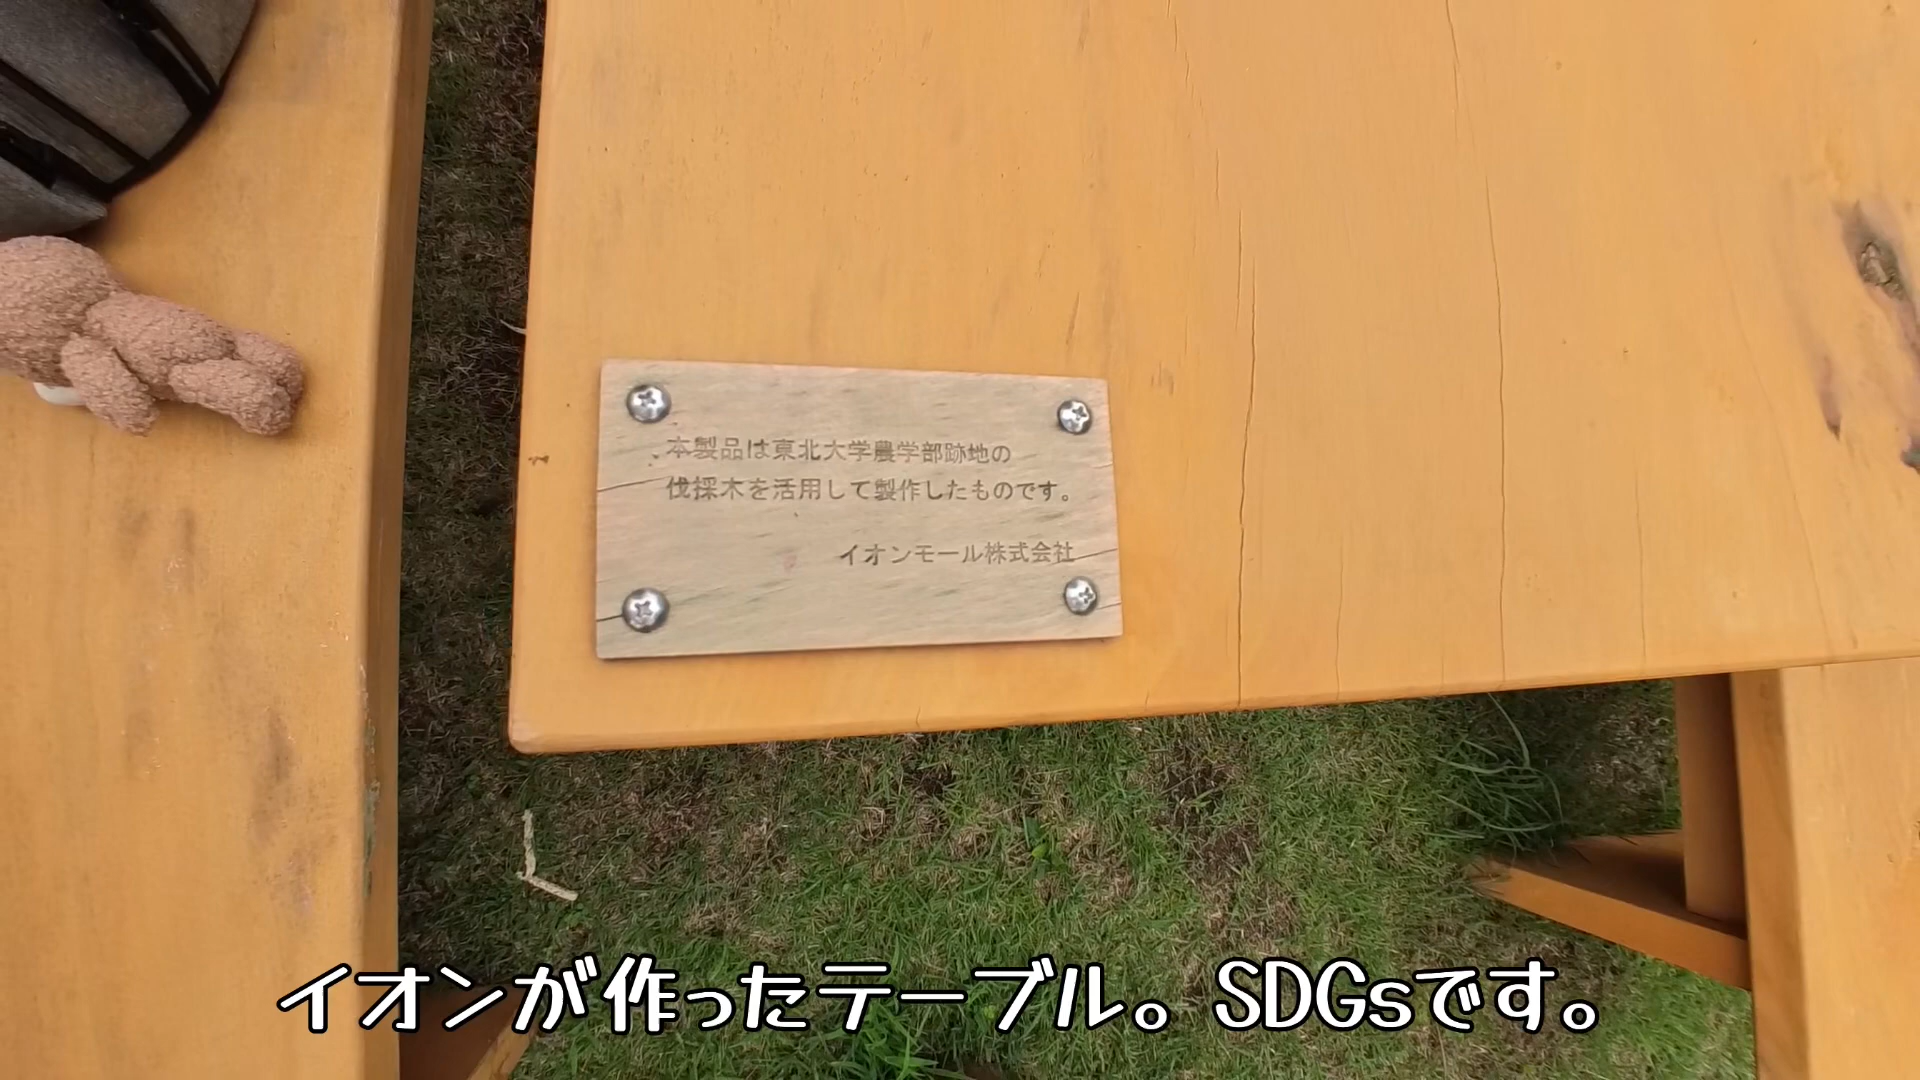 本製品は東北大学農学部跡地の
伐採木を活用して製作したものです。
イオンモール株式会社
イオンが作ったテーブル。SDGsです。